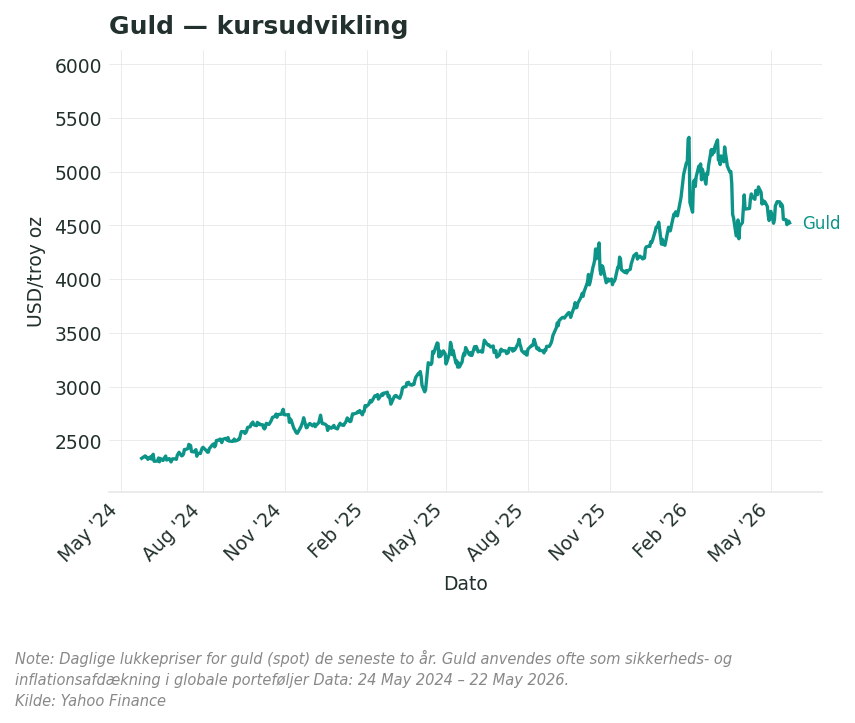 Guld — kursudvikling
6000
5500
5000
4500
4000
3500
3000
2500
USD/troy oz
Guld
May '24
Aug '24
Nov '24
Feb '25
May '25
Aug '25
Nov '25
Feb '26
May '26
Dato
Note: Daglige lukkepriser for guld (spot) de seneste to år. Guld anvendes ofte som sikkerheds- og
inflationsafdækning i globale porteføljer Data: 24 May 2024 – 22 May 2026.
Kilde: Yahoo Finance